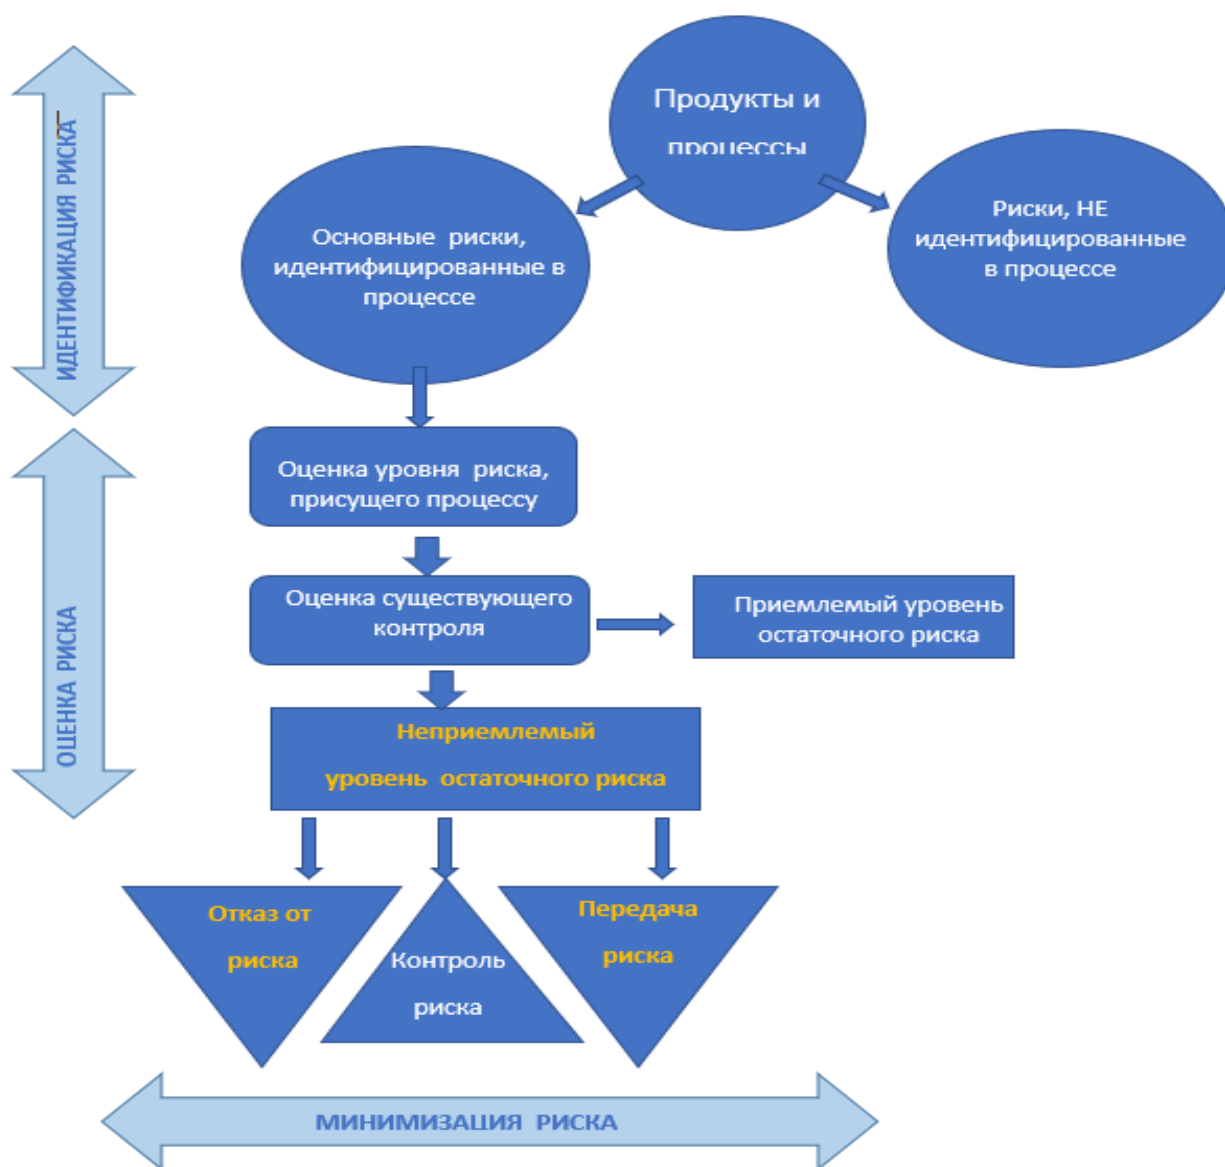 Продукты и
процессы
Основные риски,
идентифицированные в
процессе
Риски, НЕ
идентифицированные
в процессе
ИДЕНТИФИКАЦИЯ РИСКА
Оценка уровня риска,
присущего процессу
Оценка существующего
контроля
Приемлемый уровень
остаточного риска
Неприемлемый
уровень остаточного риска
ОЦЕНКА РИСКА
Отказ от
риска
Контроль
риска
Передача
риска
МИНИМИЗАЦИЯ РИСКА